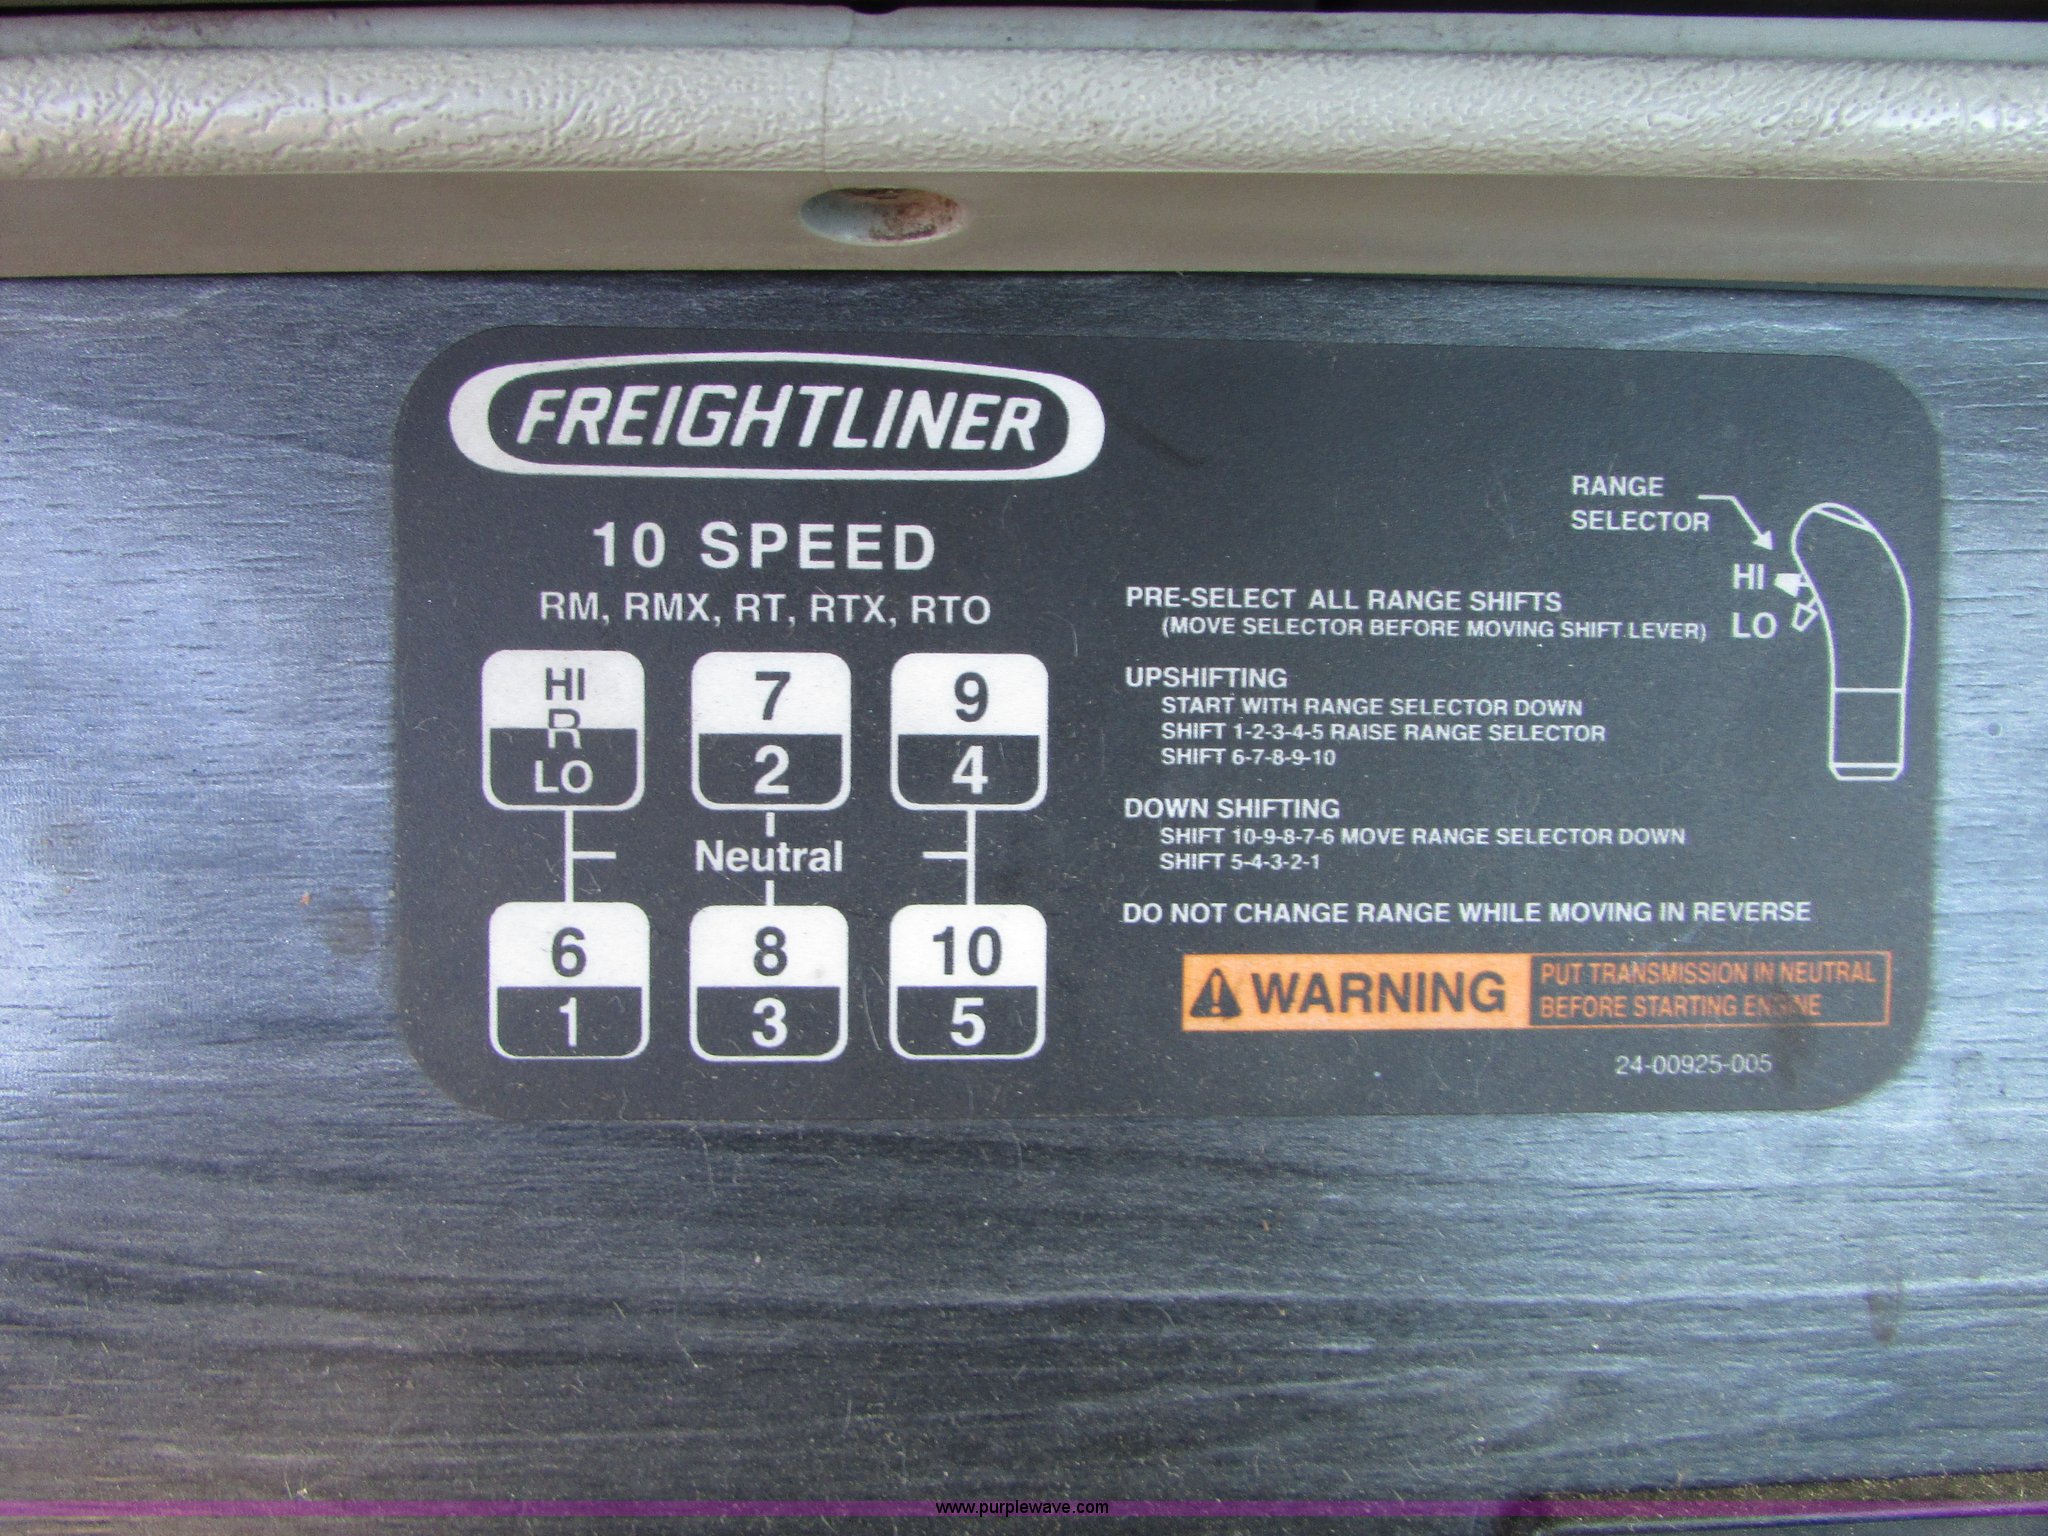 FREIGHTLINER
10 SPEED
RM, RMX, RT, RTX, RTO
HI
R
LO
7
2
9
4
Neutral
6
1
8
3
10
5
RANGE
SELECTOR
HI
LO
PRE-SELECT ALL RANGE SHIFTS
(MOVE SELECTOR BEFORE MOVING SHIFT LEVER)
UPSHIFTING
START WITH RANGE SELECTOR DOWN
SHIFT 1-2-3-4-5 RAISE RANGE SELECTOR
SHIFT 6-7-8-9-10
DOWN SHIFTING
SHIFT 10-9-8-7-6 MOVE RANGE SELECTOR DOWN
SHIFT 5-4-3-2-1
DO NOT CHANGE RANGE WHILE MOVING IN REVERSE
WARNING
PUT TRANSMISSION IN NEUTRAL
BEFORE STARTING ENGINE
24-00925-005
www.purplewave.com